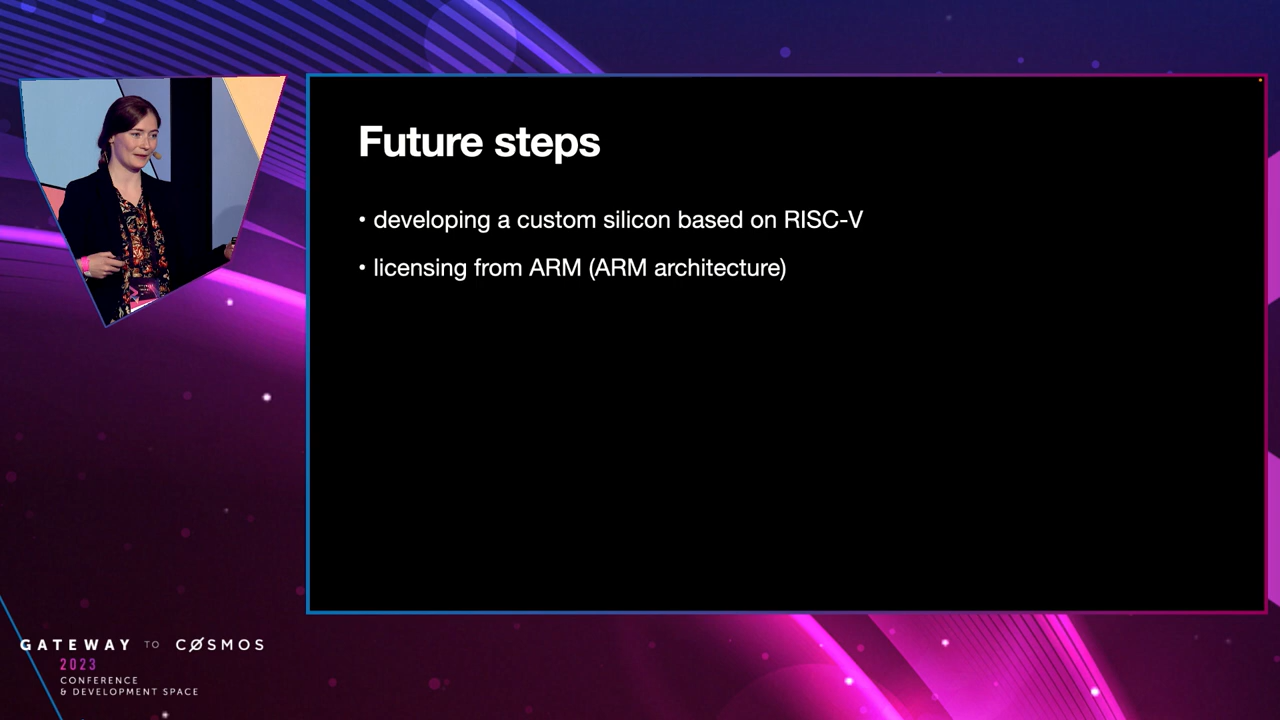 Future steps
• developing a custom silicon based on RISC-V
• licensing from ARM (ARM architecture)
GATEWAY TO CØSMOS
2023
CONFERENCE
& DEVELOPMENT SPACE